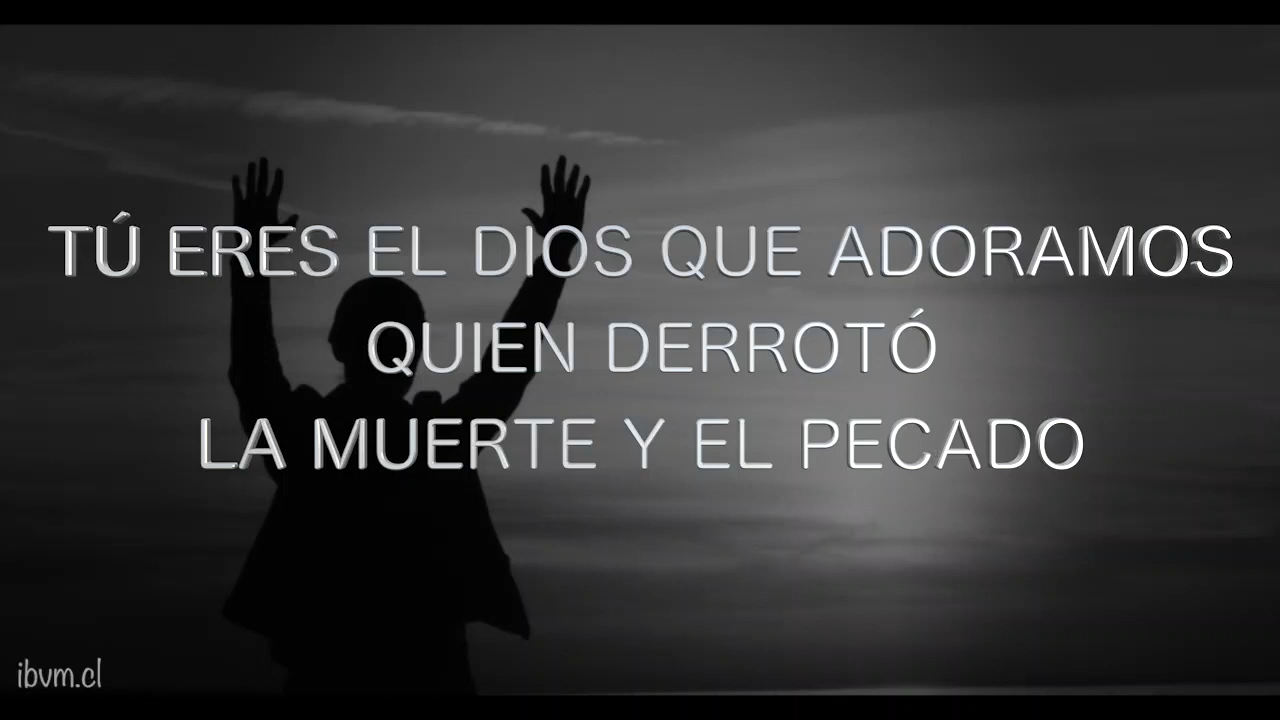 TÚ ERES EL DIOS QUE ADORAMOS
QUIEN DERROTÓ
LA MUERTE Y EL PECADO
ibvm.cl